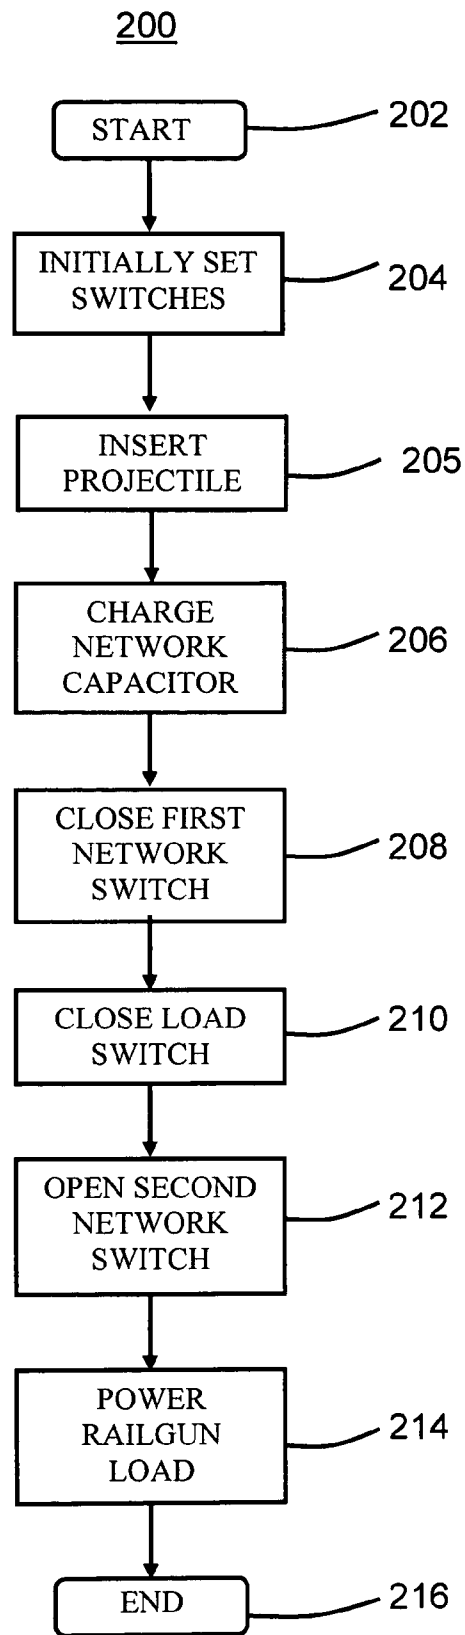 200
START
202
INITIALLY SET
SWITCHES
204
INSERT
PROJECTILE
205
CHARGE
NETWORK
CAPACITOR
206
CLOSE FIRST
NETWORK
SWITCH
208
CLOSE LOAD
SWITCH
210
OPEN SECOND
NETWORK
SWITCH
212
POWER
RAILGUN
LOAD
214
END
216